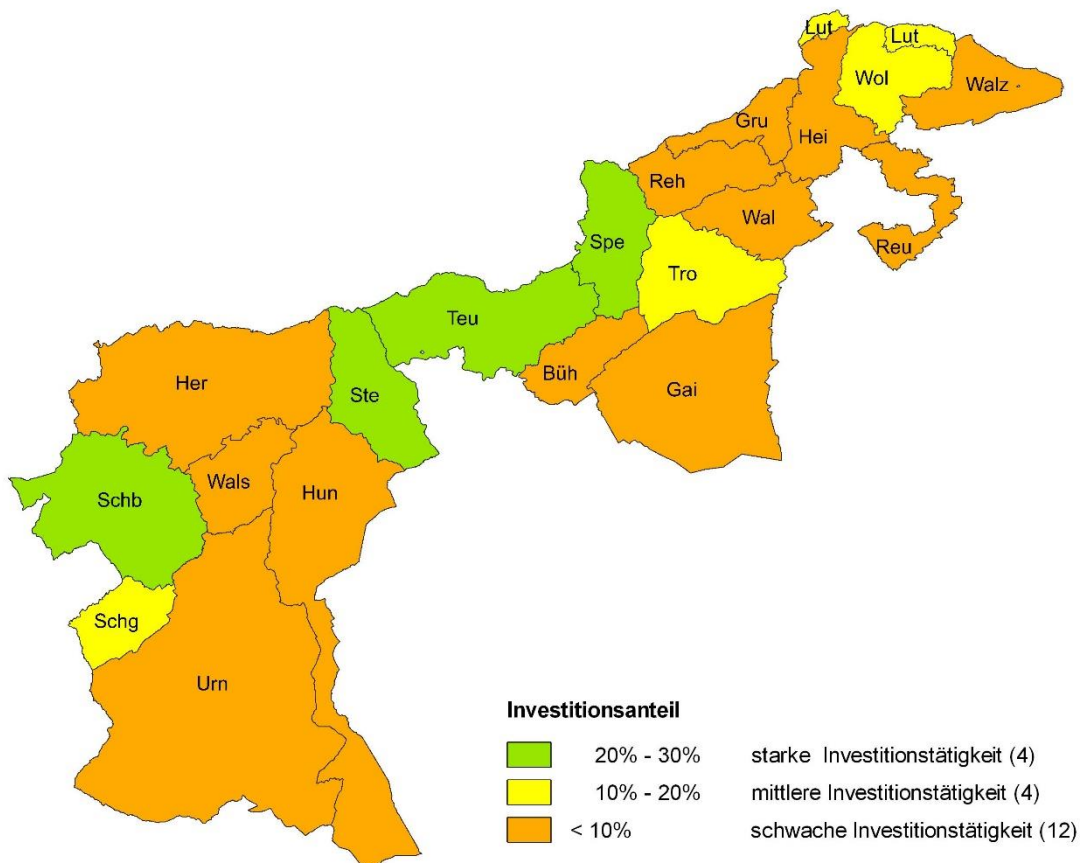 Lut
Lut
Wol
Walz
Gru
Hei
Reh
Wal
Spe
Reu
Tro
Teu
Büh
Her
Ste
Gai
Wals
Hun
Schb
Schg
Urn
Investitionsanteil
20% - 30% starke Investitionstätigkeit (4)
10% - 20% mittlere Investitionstätigkeit (4)
< 10% schwache Investitionstätigkeit (12)